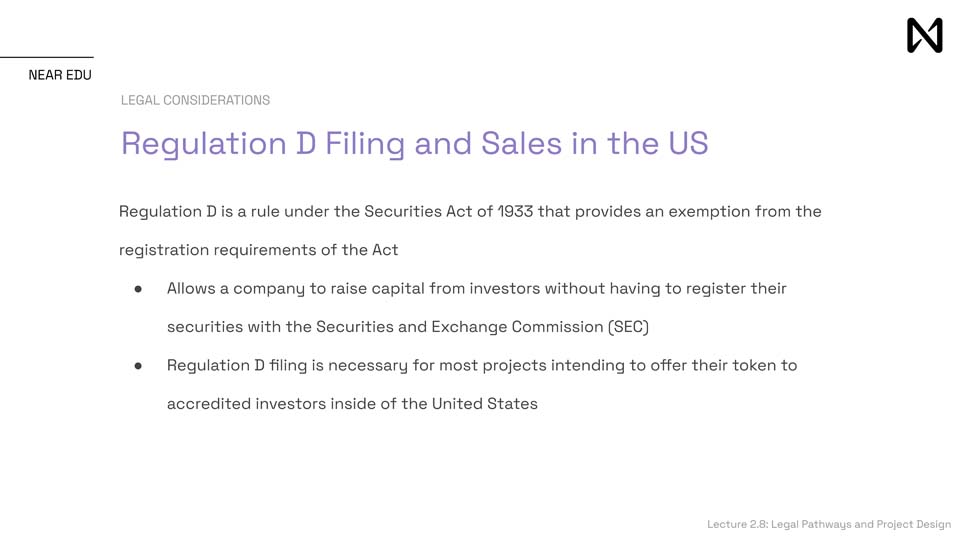 NEAR EDU
LEGAL CONSIDERATIONS
Regulation D Filing and Sales in the US
Regulation D is a rule under the Securities Act of 1933 that provides an exemption from the
registration requirements of the Act
● Allows a company to raise capital from investors without having to register their
securities with the Securities and Exchange Commission (SEC)
● Regulation D filing is necessary for most projects intending to offer their token to
accredited investors inside of the United States
Lecture 2.8: Legal Pathways and Project Design